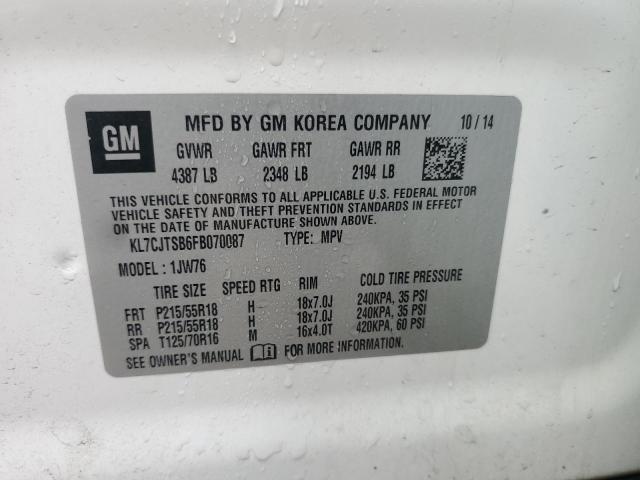 GM MFD BY GM KOREA COMPANY 10/14
GVWR GAWR FRT GAWR RR
4387 LB 2348 LB 2194 LB
THIS VEHICLE CONFORMS TO ALL APPLICABLE U.S. FEDERAL MOTOR
VEHICLE SAFETY AND THEFT PREVENTION STANDARDS IN EFFECT
ON THE DATE OF MANUFACTURE SHOWN ABOVE.
KL7CJTSB6FB070087 TYPE: MPV
MODEL: 1JW76
TIRE SIZE SPEED RTG RIM COLD TIRE PRESSURE
FRT P215/55R18 H 18x7.0J 240KPA, 35 PSI
RR P215/55R18 H 18x7.0J 240KPA, 35 PSI
SPA T125/70R16 M 16x4.0T 420KPA, 60 PSI
SEE OWNER'S MANUAL FOR MORE INFORMATION.